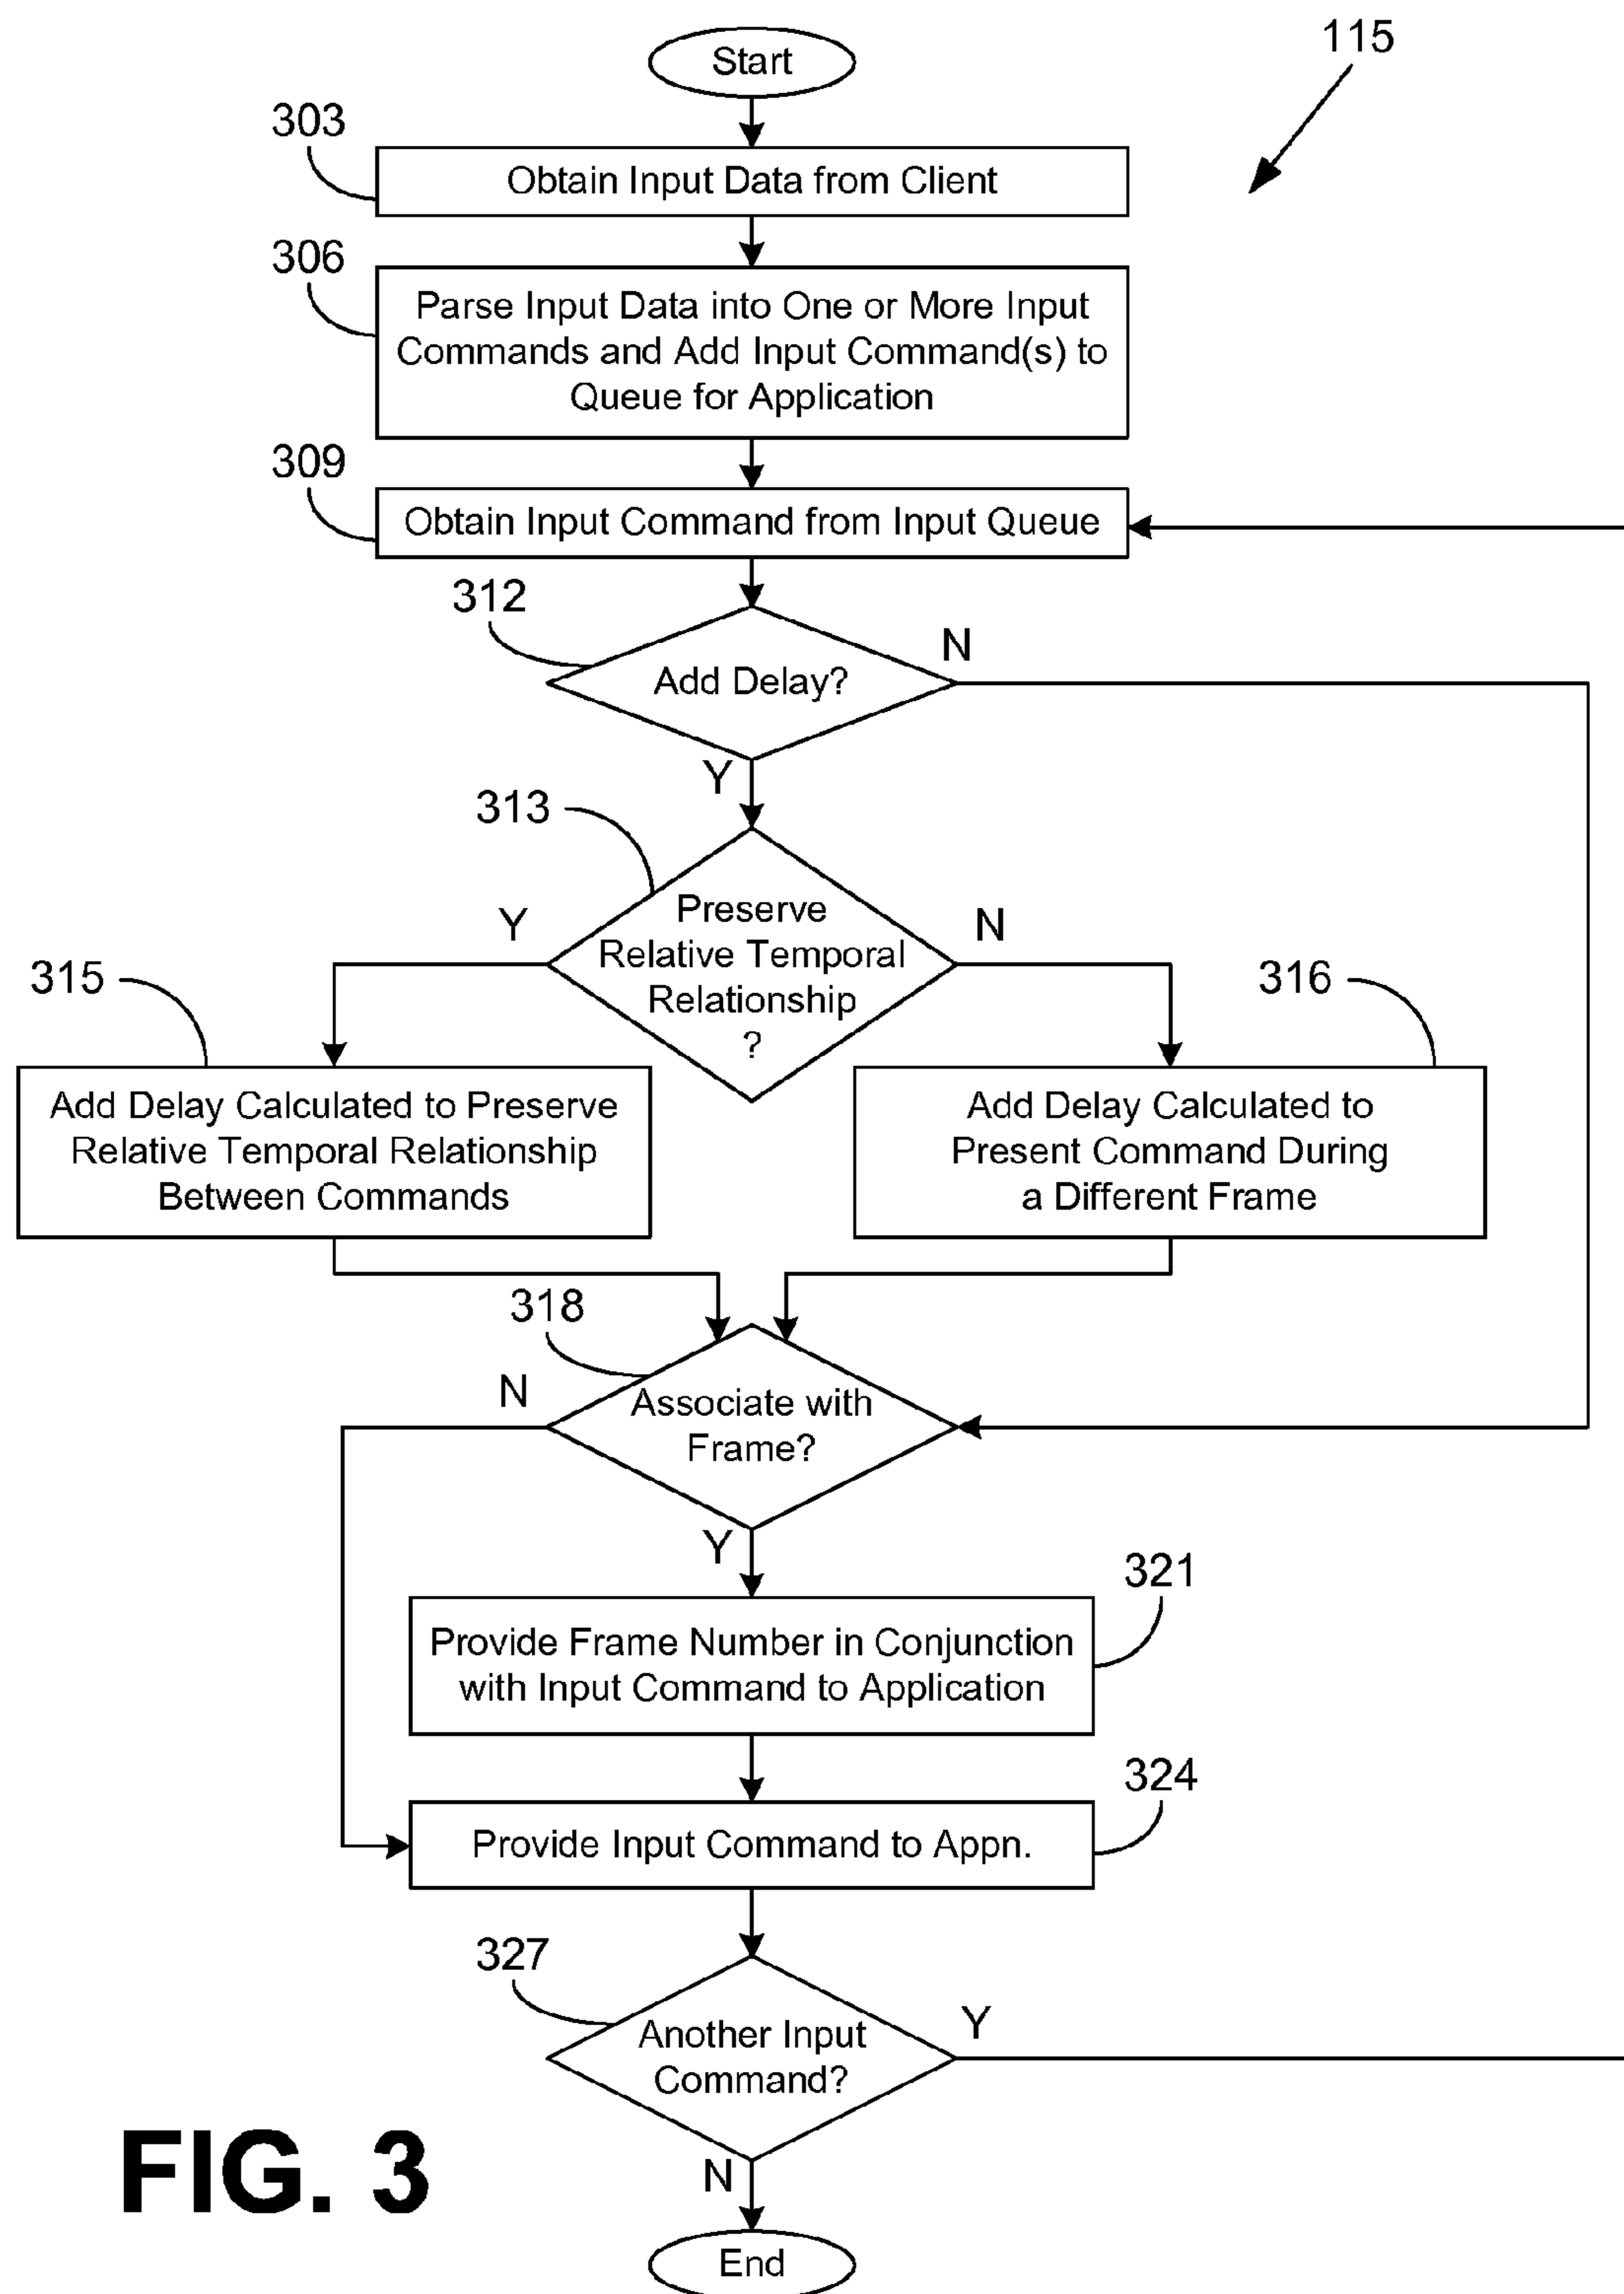 Start
115
303
Obtain Input Data from Client
306
Parse Input Data into One or More Input
Commands and Add Input Command(s) to
Queue for Application
309
Obtain Input Command from Input Queue
312
N
Add Delay?
Y
313
Preserve
Relative Temporal
Relationship
?
Y
N
315
316
Add Delay Calculated to Preserve
Relative Temporal Relationship
Between Commands
Add Delay Calculated to
Present Command During
a Different Frame
318
N
Associate with
Frame?
Y
321
Provide Frame Number in Conjunction
with Input Command to Application
324
Provide Input Command to Appn.
327
Another Input
Command?
Y
N
End
FIG. 3